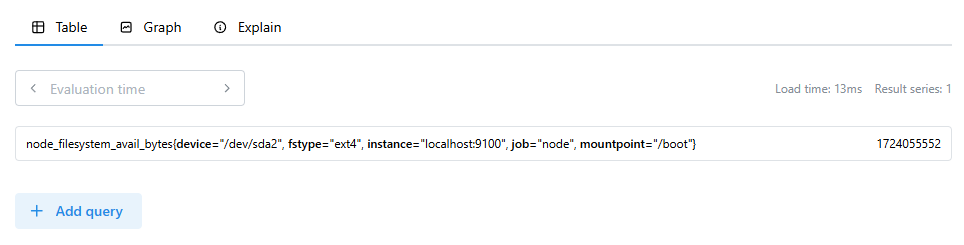 Table Graph Explain
Evaluation time Load time: 13ms Result series: 1
node_filesystem_avail_bytes{device="/dev/sda2", fstype="ext4", instance="localhost:9100", job="node", mountpoint="/boot"} 1724055552
Add query